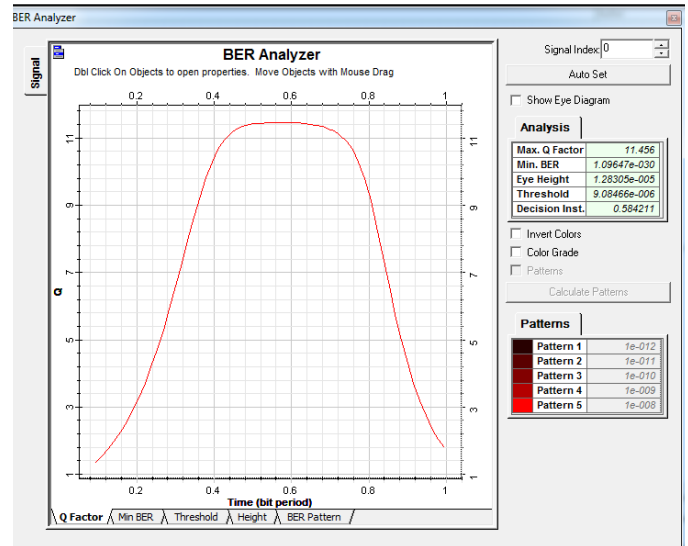 BER Analyzer
Signal
BER Analyzer
Dbl Click On Objects to open properties. Move Objects with Mouse Drag
0.2 0.4 0.6 0.8 1
11 9 7 5 3 1
Q
11 9 7 5 3 1
0.2 0.4 0.6 0.8 1
Time (bit period)
Q Factor Min BER Threshold Height BER Pattern
Signal Index: 0
Auto Set
Show Eye Diagram
Analysis
Max. Q Factor 11.456
Min. BER 1.09647e-030
Eye Height 1.28305e-005
Threshold 9.08466e-006
Decision Inst. 0.584211
Invert Colors
Color Grade
Patterns
Calculate Patterns
Patterns
Pattern 1 1e-012
Pattern 2 1e-011
Pattern 3 1e-010
Pattern 4 1e-009
Pattern 5 1e-008